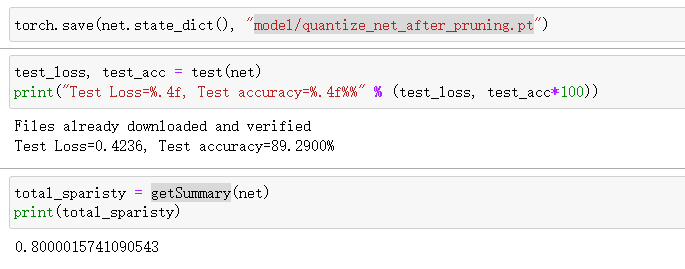 torch.save(net.state_dict(), "model/quantize_net_after_pruning.pt")
test_loss, test_acc = test(net)
print("Test Loss=%.4f, Test accuracy=%.4f%%" % (test_loss, test_acc*100))
Files already downloaded and verified
Test Loss=0.4236, Test accuracy=89.2900%
total_sparisty = getSummary(net)
print(total_sparisty)
0.8000015741090543